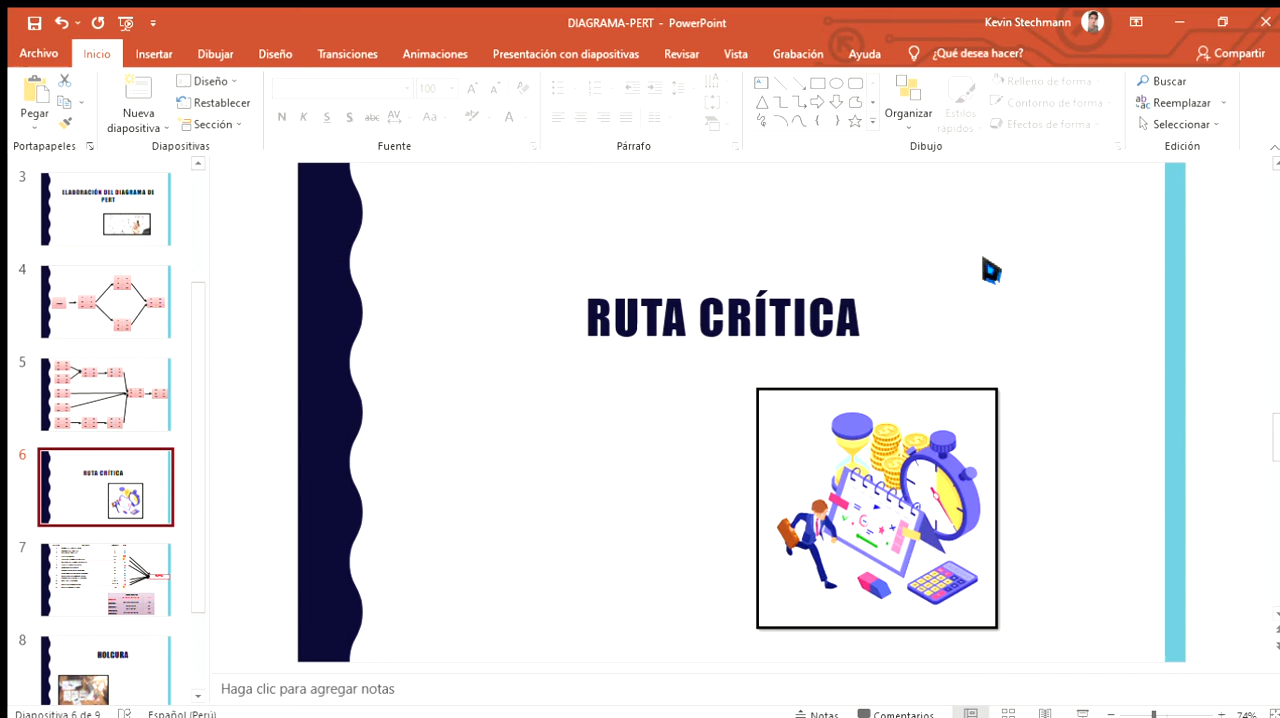 DIAGRAMA-PERT - PowerPoint
Kevin Stechmann
Archivo
Inicio
Insertar
Dibujar
Diseño
Transiciones
Animaciones
Presentación con diapositivas
Revisar
Vista
Grabación
Ayuda
¿Qué desea hacer?
Compartir
Pegar
Nueva
diapositiva
Diseño
Restablecer
Sección
100
N K S S abc AV
Aa
A
Organizar
Estilos
rápidos
Relleno de forma
Contorno de forma
Efectos de forma
Buscar
Reemplazar
Seleccionar
Portapapeles
Diapositivas
Fuente
Párrafo
Dibujo
Edición
3
ELABORACIÓN DEL DIAGRAMA DE
PERT
4
5
6
RUTA CRÍTICA
7
8
HOLGURA
RUTA CRÍTICA
Haga clic para agregar notas
Diapositiva 6 de 9
Español (Perú)
Notas
Comentarios
74%